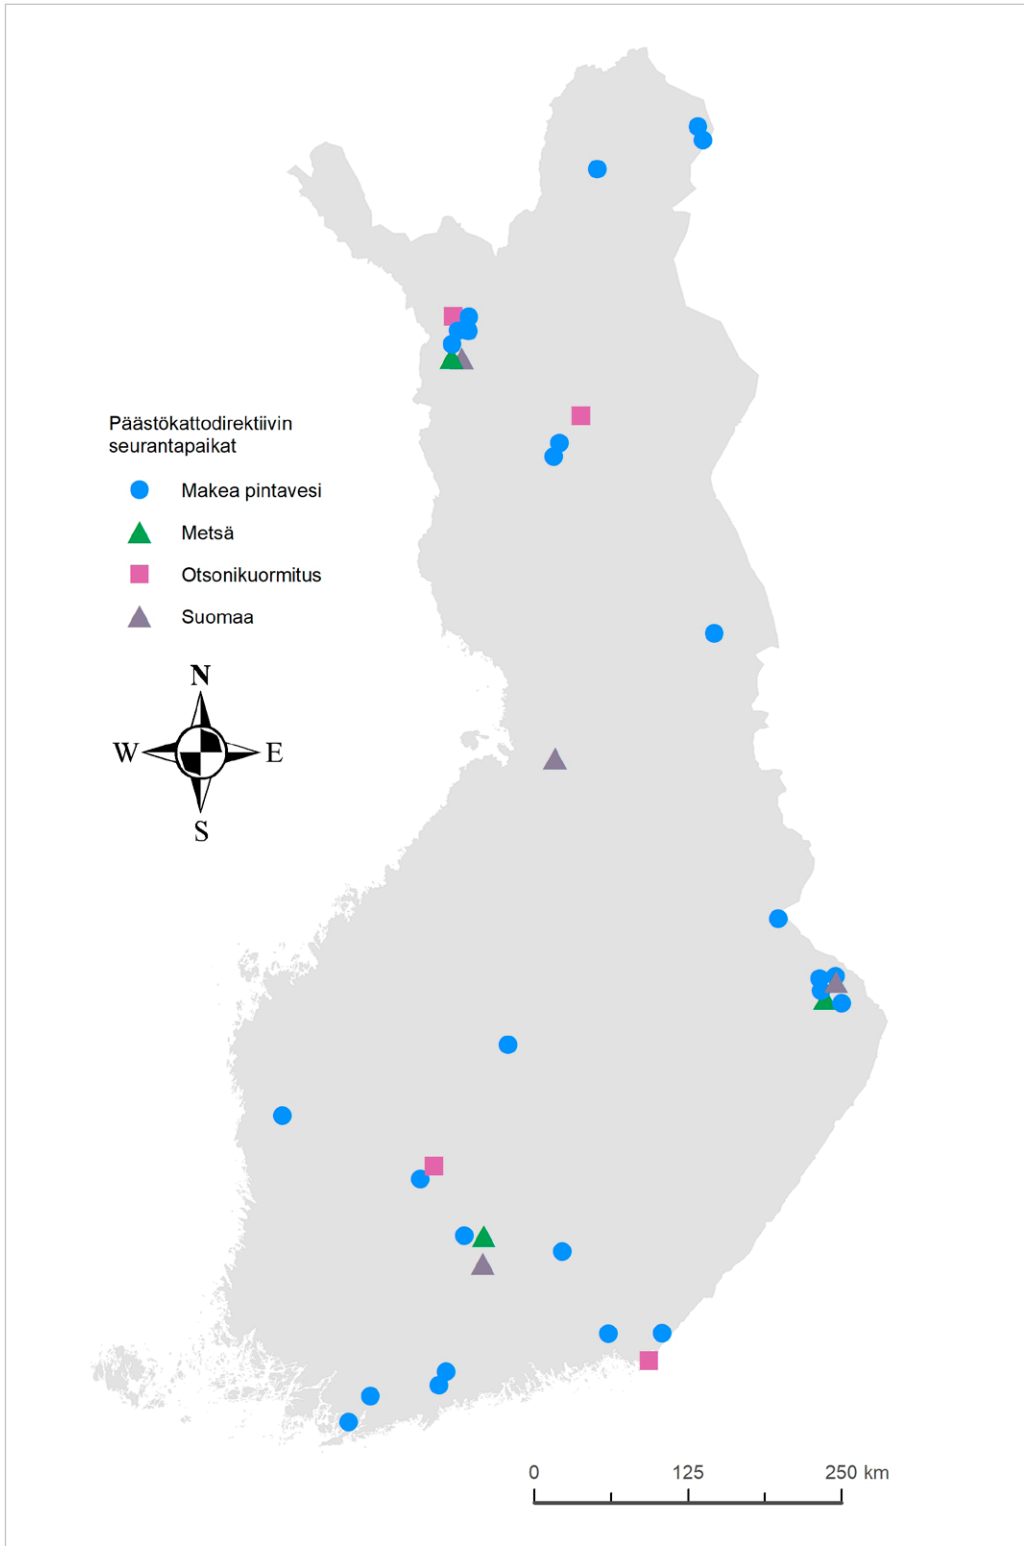 Päästökattodirektiivin
seurantapaikat
Makea pintavesi
Metsä
Otsonikuormitus
Suomaa
N
W E
S
0 125 250 km